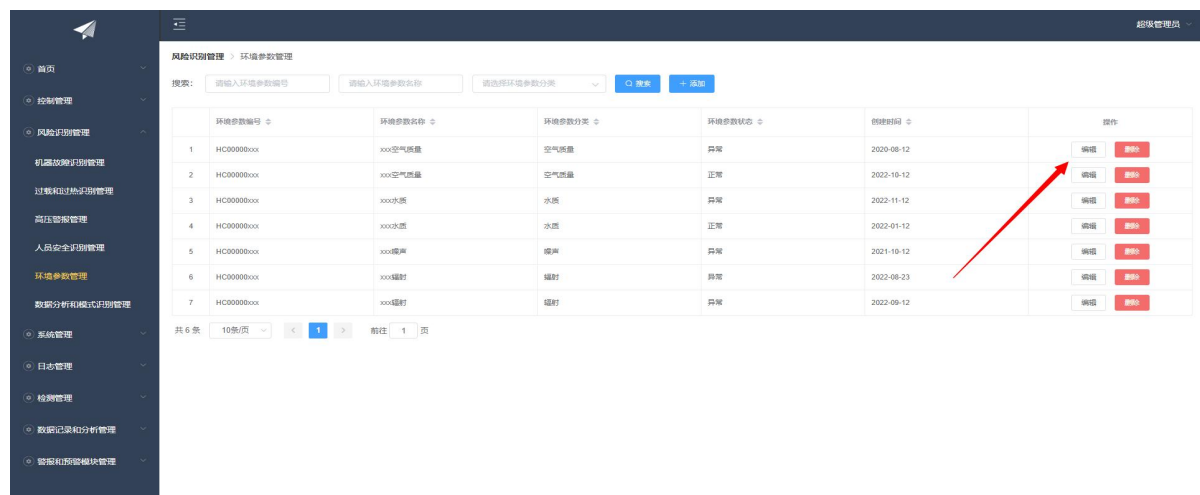 超级管理员
首页
控制管理
风险识别管理
机器故障识别管理
过载和过热识别管理
高压警报管理
人员安全识别管理
环境参数管理
数据分析和模式识别管理
系统管理
日志管理
检测管理
数据记录和分析管理
警报和预警模块管理
风险识别管理 > 环境参数管理
搜索： 请输入环境参数编号 请输入环境参数名称 请选择环境参数分类 搜索 + 添加
环境参数编号 环境参数名称 环境参数分类 环境参数状态 创建时间 操作
1 HC00000xxx xxx空气质量 空气质量 异常 2020-08-12 编辑 删除
2 HC00000xxx xxx空气质量 空气质量 正常 2022-10-12 编辑 删除
3 HC00000xxx xxx水质 水质 异常 2022-11-12 编辑 删除
4 HC00000xxx xxx水质 水质 正常 2022-01-12 编辑 删除
5 HC00000xxx xxx噪声 噪声 异常 2021-10-12 编辑 删除
6 HC00000xxx xxx辐射 辐射 异常 2022-08-23 编辑 删除
7 HC00000xxx xxx辐射 辐射 异常 2022-09-12 编辑 删除
共 6 条 10条/页 < 1 > 前往 1 页